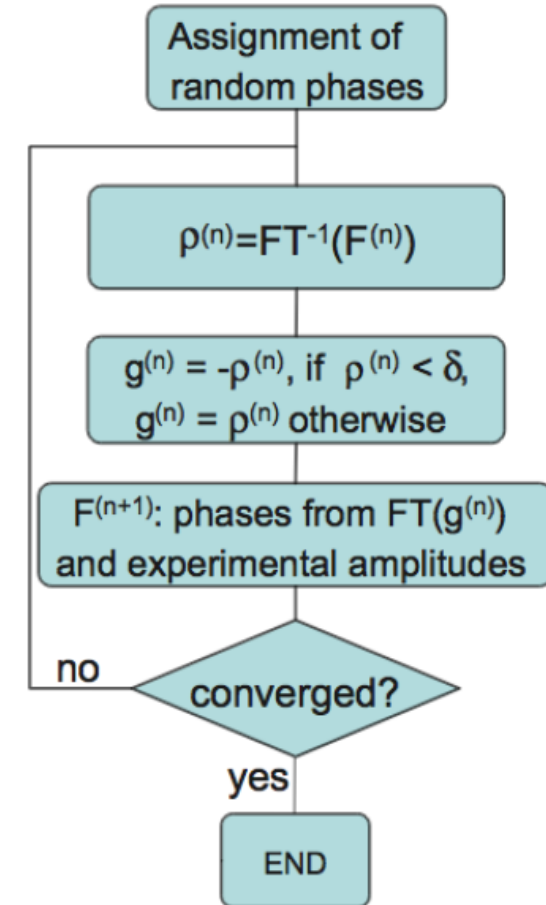 Assignment of
random phases
ρ⁽ⁿ⁾=FT⁻¹(F⁽ⁿ⁾)
g⁽ⁿ⁾ = -ρ⁽ⁿ⁾, if ρ⁽ⁿ⁾ < δ,
g⁽ⁿ⁾ = ρ⁽ⁿ⁾ otherwise
F⁽ⁿ⁺¹⁾: phases from FT(g⁽ⁿ⁾)
and experimental amplitudes
no
converged?
yes
END